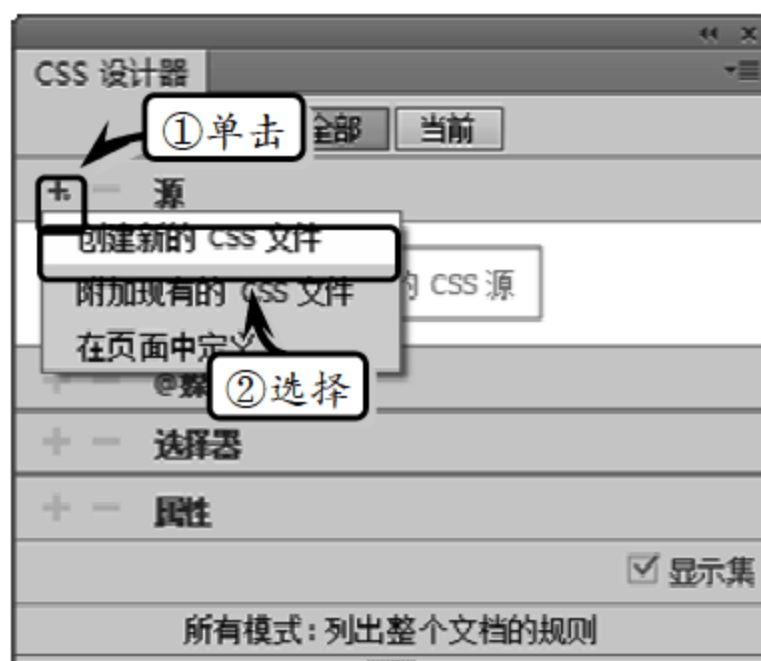 CSS 设计器
①单击
全部 当前
源
创建新的 CSS 文件
附加现有的 CSS 文件
的 CSS 源
在页面中定义
②选择
选择器
属性
显示集
所有模式：列出整个文档的规则